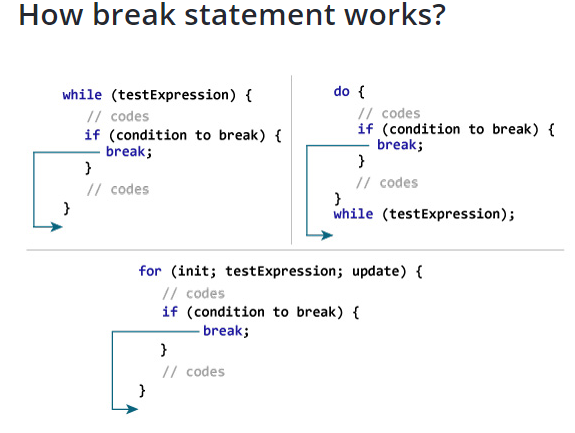 How break statement works?
while (testExpression) {
// codes
if (condition to break) {
break;
}
// codes
}
do {
// codes
if (condition to break) {
break;
}
// codes
}
while (testExpression);
for (init; testExpression; update) {
// codes
if (condition to break) {
break;
}
// codes
}